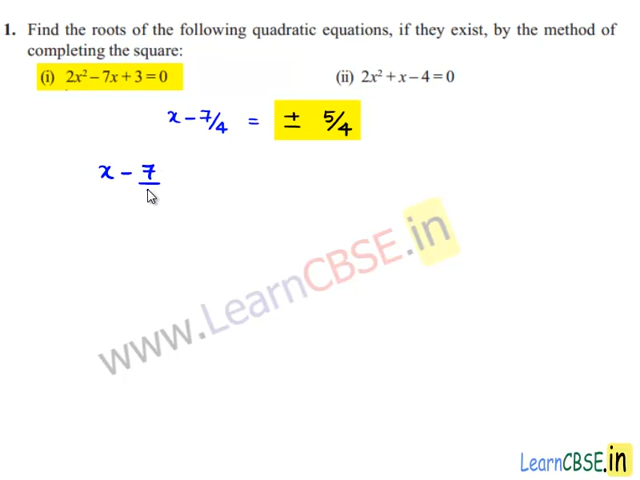 1. Find the roots of the following quadratic equations, if they exist, by the method of
completing the square:
(i) 2x² – 7x + 3 = 0 (ii) 2x² + x – 4 = 0
x – 7/4 = ± 5/4
x – 7
www.LearnCBSE.in
LearnCBSE.in